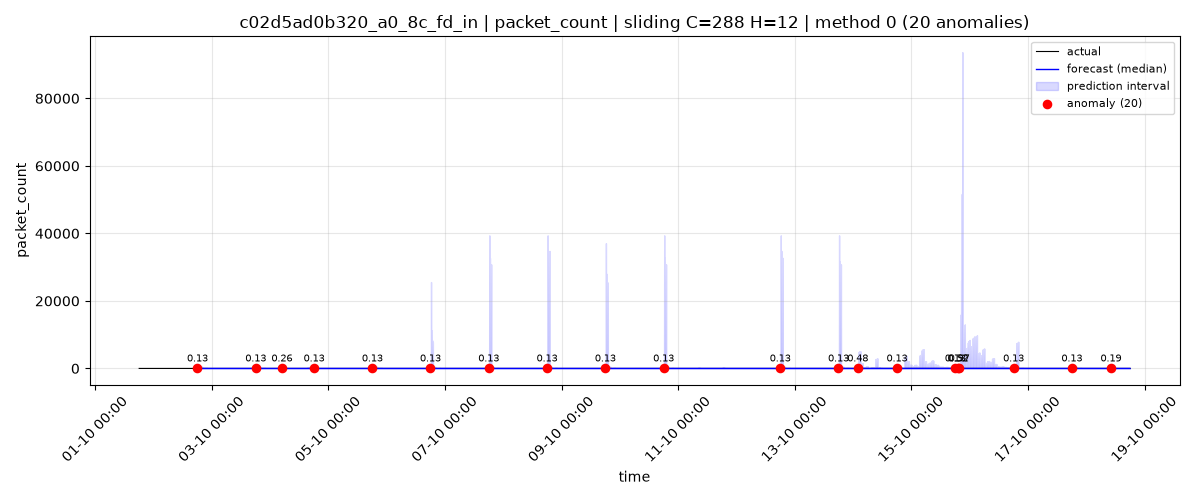 c02d5ad0b320_a0_8c_fd_in | packet_count | sliding C=288 H=12 | method 0 (20 anomalies)
actual
forecast (median)
prediction interval
anomaly (20)
packet_count
80000
60000
40000
20000
0
0.13 0.13 0.26 0.13 0.13 0.13 0.13 0.13 0.13 0.13 0.13 0.13 0.48 0.13 0.13 0.13 0.19
01-10 00:00 03-10 00:00 05-10 00:00 07-10 00:00 09-10 00:00 11-10 00:00 13-10 00:00 15-10 00:00 17-10 00:00 19-10 00:00
time